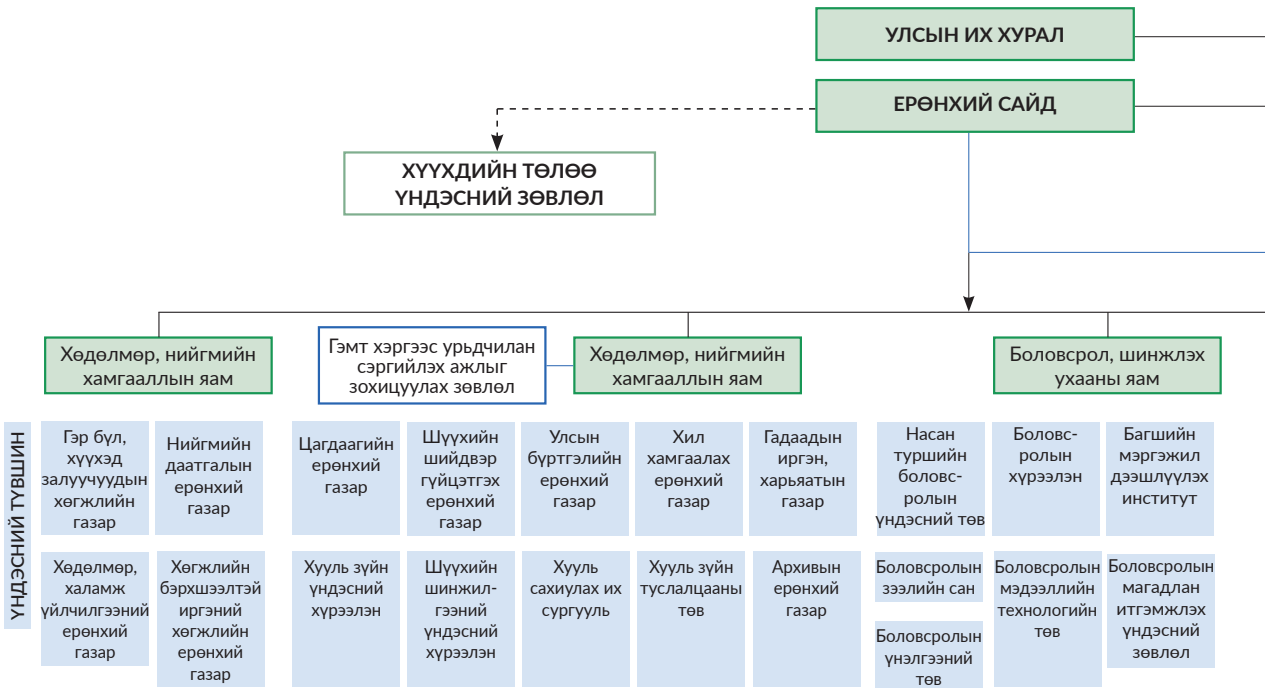 УЛСЫН ИХ ХУРАЛ
ЕРӨНХИЙ САЙД
ХҮҮХДИЙН ТӨЛӨӨ
ҮНДЭСНИЙ ЗӨВЛӨЛ
Хөдөлмөр, нийгмийн
хамгааллын яам
Гэмт хэргээс урьдчилан
сэргийлэх ажлыг
зохицуулах зөвлөл
Хөдөлмөр, нийгмийн
хамгааллын яам
Боловсрол, шинжлэх
ухааны яам
ҮНДЭСНИЙ ТҮВШИН
Гэр бүл,
хүүхэд
залуучуудын
хөгжлийн
газар
Нийгмийн
даатгалын
ерөнхий
газар
Цагдаагийн
ерөнхий
газар
Шүүхийн
шийдвэр
гүйцэтгэх
ерөнхий
газар
Улсын
бүртгэлийн
ерөнхий
газар
Хил
хамгаалах
ерөнхий
газар
Гадаадын
иргэн,
харьяатын
газар
Насан
туршийн
боловс-
ролын
үндэсний төв
Боловс-
ролын
хүрээлэн
Багшийн
мэргэжил
дээшлүүлэх
институт
Хөдөлмөр,
халамж
үйлчилгээний
ерөнхий
газар
Хөгжлийн
бэрхшээлтэй
иргэний
хөгжлийн
ерөнхий
газар
Хууль зүйн
үндэсний
хүрээлэн
Шүүхийн
шинжил-
гээний
үндэсний
хүрээлэн
Хууль
сахиулах их
сургууль
Хууль зүйн
туслалцааны
төв
Архивын
ерөнхий
газар
Боловсролын
зээлийн сан
Боловсролын
үнэлгээний
төв
Боловсролын
мэдээллийн
технологийн
төв
Боловсролын
магадлан
итгэмжлэх
үндэсний
зөвлөл